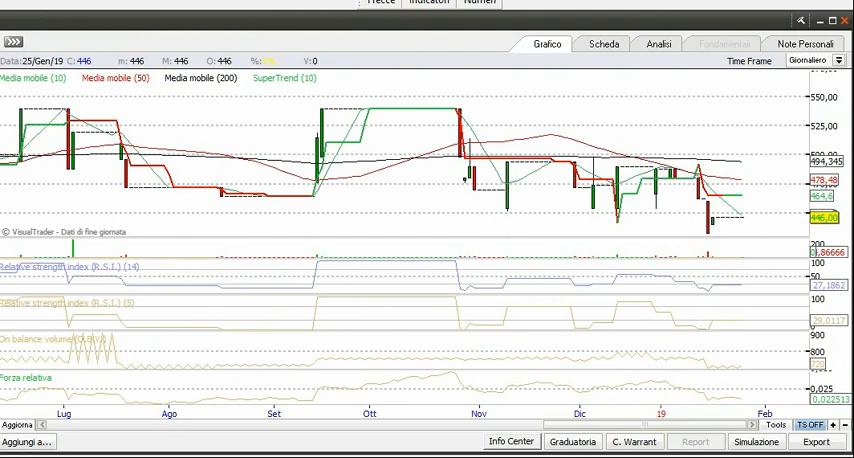 Frecce Indicatori Numeri
Grafico Scheda Analisi Fondamentali Note Personali
Data:25/Gen/19 C: 446 m: 446 M: 446 O: 446 V:0 Time Frame Giornaliero
Media mobile (10) Media mobile (50) Media mobile (200) SuperTrend (10)
550,00
525,00
494,345
478,48
464,6
446,00
© VisualTrader - Dati di fine giornata
200
0,86666
Relative strength index (R.S.I.) (14)
100
50
27,1862
Relative strength index (R.S.I.) (5)
100
29,0117
On balance volume (O.B.V.)
900
800
720
Forza relativa
0,025
0,022513
Lug Ago Set Ott Nov Dic 19 Feb
Aggiorna Tools TS OFF + -
Aggiungi a... Info Center Graduatoria C. Warrant Report Simulazione Export